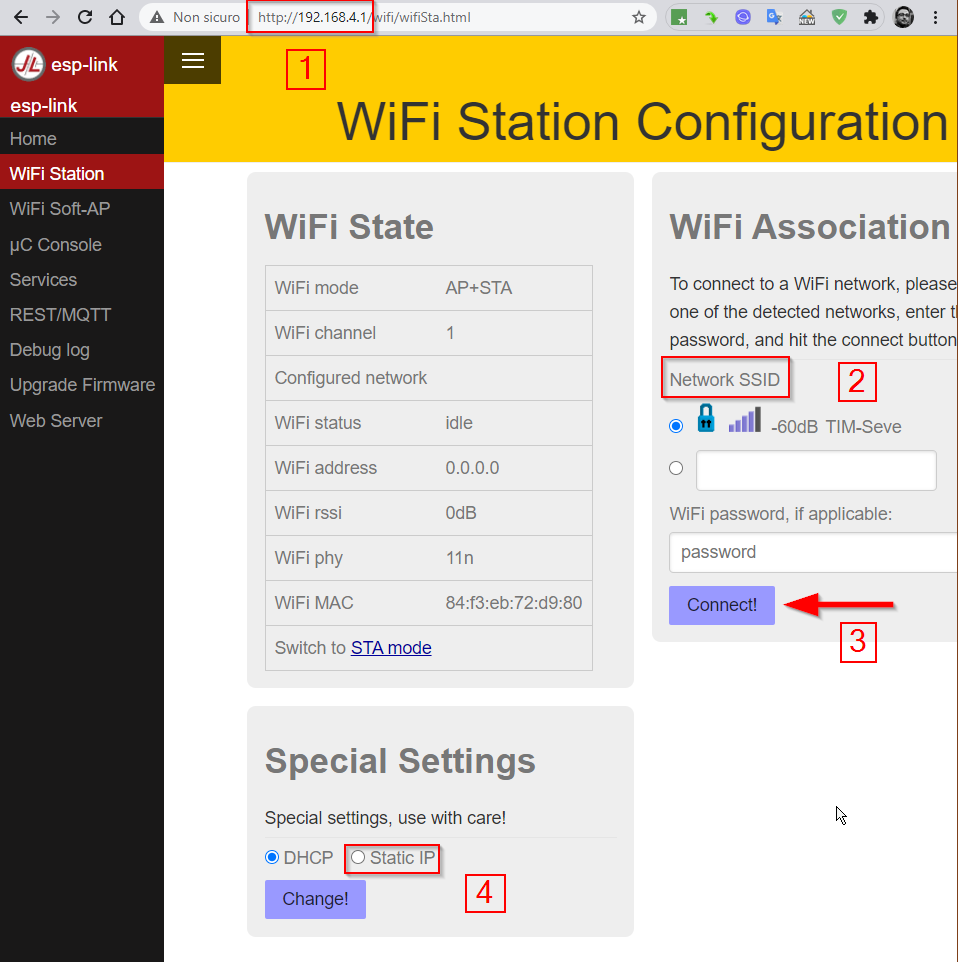 Non sicuro
http://192.168.4.1/wifi/wifiSta.html
NEW
JL esp-link
1
esp-link
WiFi Station Configuration
Home
WiFi Station
WiFi Soft-AP
µC Console
Services
REST/MQTT
Debug log
Upgrade Firmware
Web Server
WiFi State
WiFi mode AP+STA
WiFi channel 1
Configured network
WiFi status idle
WiFi address 0.0.0.0
WiFi rssi 0dB
WiFi phy 11n
WiFi MAC 84:f3:eb:72:d9:80
Switch to STA mode
WiFi Association
To connect to a WiFi network, please
one of the detected networks, enter
password, and hit the connect button
Network SSID
2
-60dB TIM-Seve
WiFi password, if applicable:
password
Connect!
3
Special Settings
Special settings, use with care!
DHCP Static IP
4
Change!